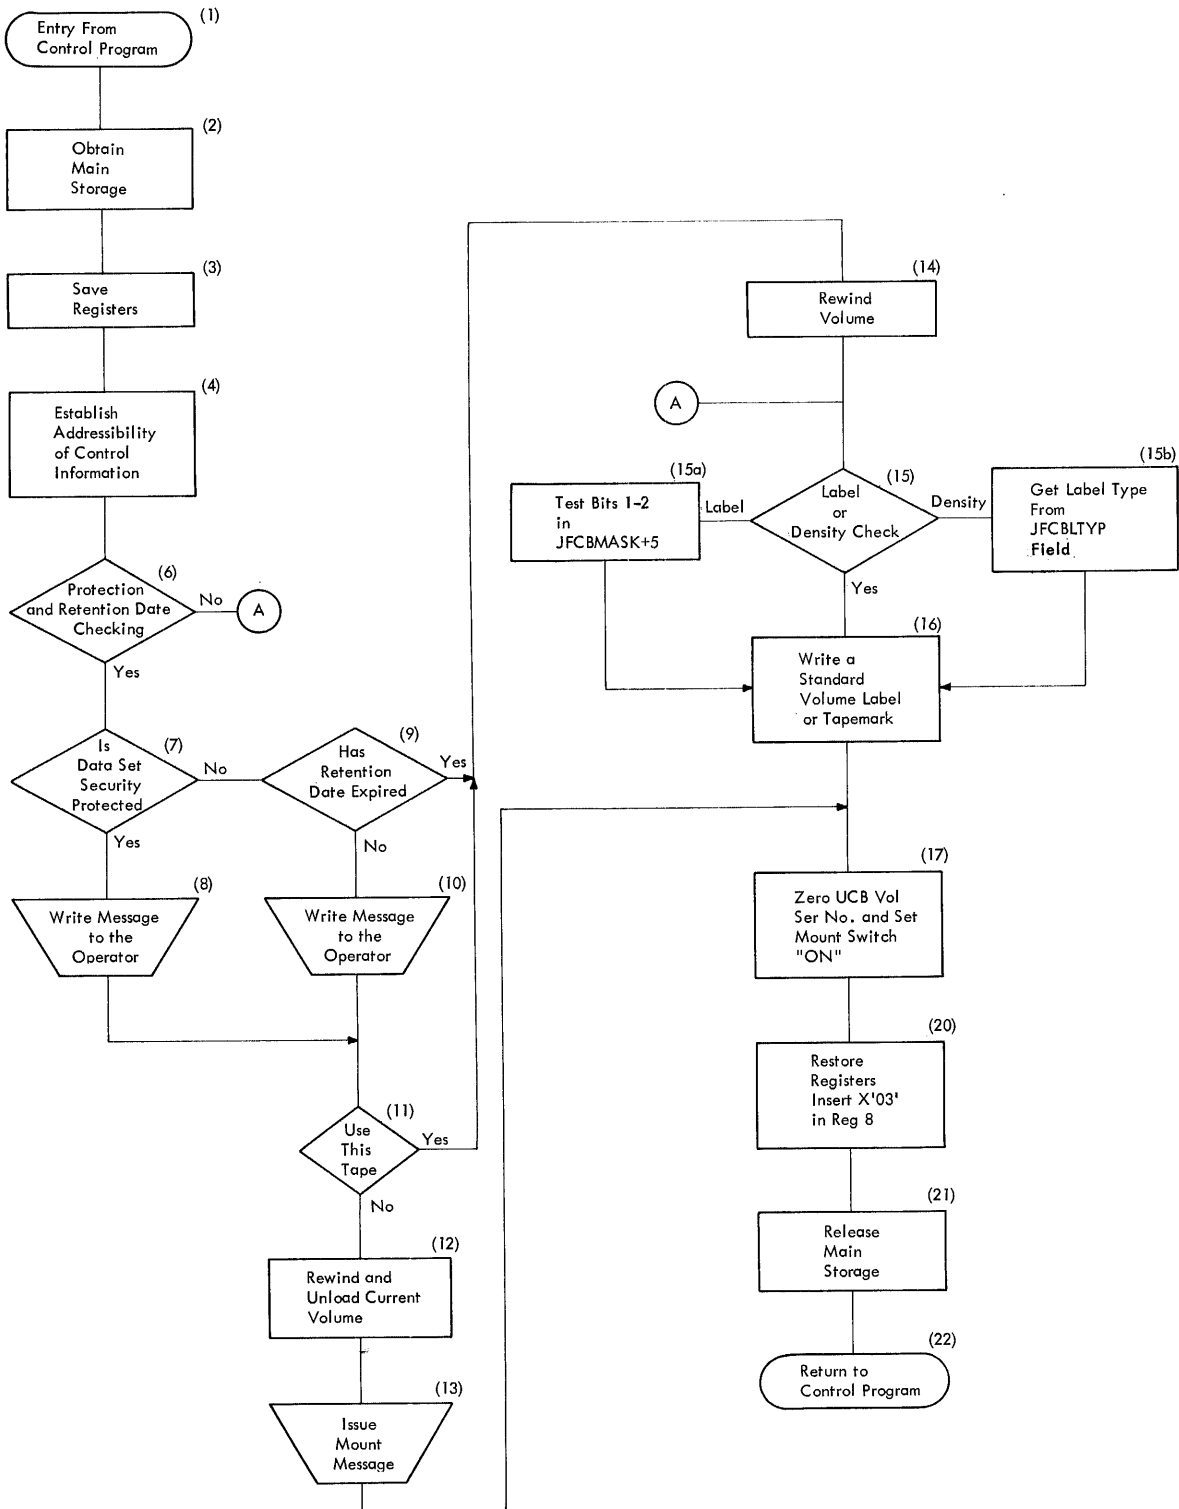 (1)
Entry From
Control Program
(2)
Obtain
Main
Storage
(3)
Save
Registers
(4)
Establish
Addressibility
of Control
Information
(6)
Protection
and Retention Date
Checking
No
A
Yes
(7)
Is
Data Set
Security
Protected
No
Yes
(8)
Write Message
to the
Operator
(9)
Has
Retention
Date Expired
Yes
No
(10)
Write Message
to the
Operator
(11)
Use
This
Tape
Yes
No
(12)
Rewind and
Unload Current
Volume
(13)
Issue
Mount
Message
(14)
Rewind
Volume
A
(15)
Label
or
Density Check
Label
Density
Yes
(15a)
Test Bits 1-2
in
JFCBMASK+5
(15b)
Get Label Type
From
JFCBLTYP
Field
(16)
Write a
Standard
Volume Label
or Tapemark
(17)
Zero UCB Vol
Ser No. and Set
Mount Switch
"ON"
(20)
Restore
Registers
Insert X'03'
in Reg 8
(21)
Release
Main
Storage
(22)
Return to
Control Program